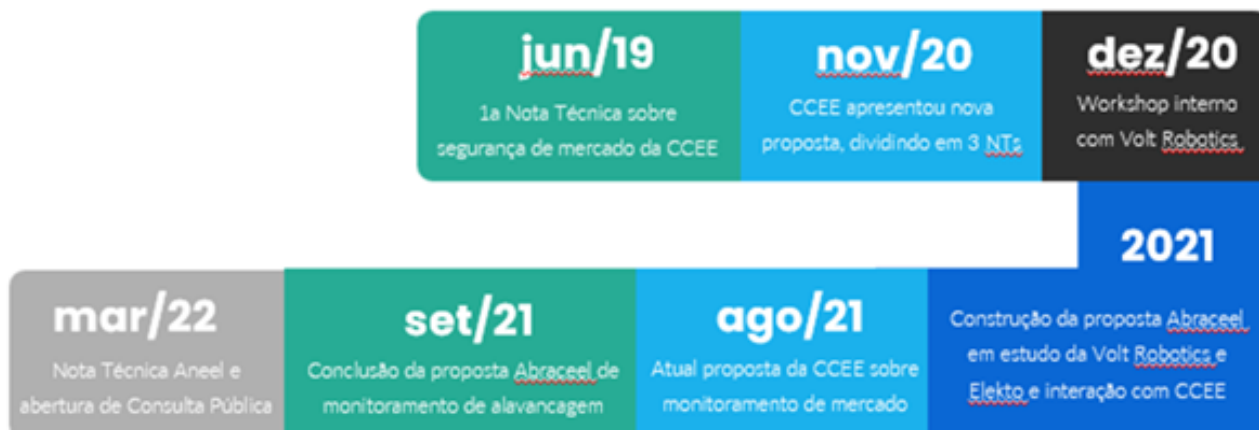 jun/19
1a Nota Técnica sobre
segurança de mercado da CCEE
nov/20
CCEE apresentou nova
proposta, dividindo em 3 NTs
dez/20
Workshop interno
com Volt Robotics
2021
Construção da proposta Abraceel
em estudo da Volt Robotics e
Elekto e interação com CCEE
ago/21
Atual proposta da CCEE sobre
monitoramento de mercado
set/21
Conclusão da proposta Abraceel de
monitoramento de alavancagem
mar/22
Nota Técnica Aneel e
abertura de Consulta Pública